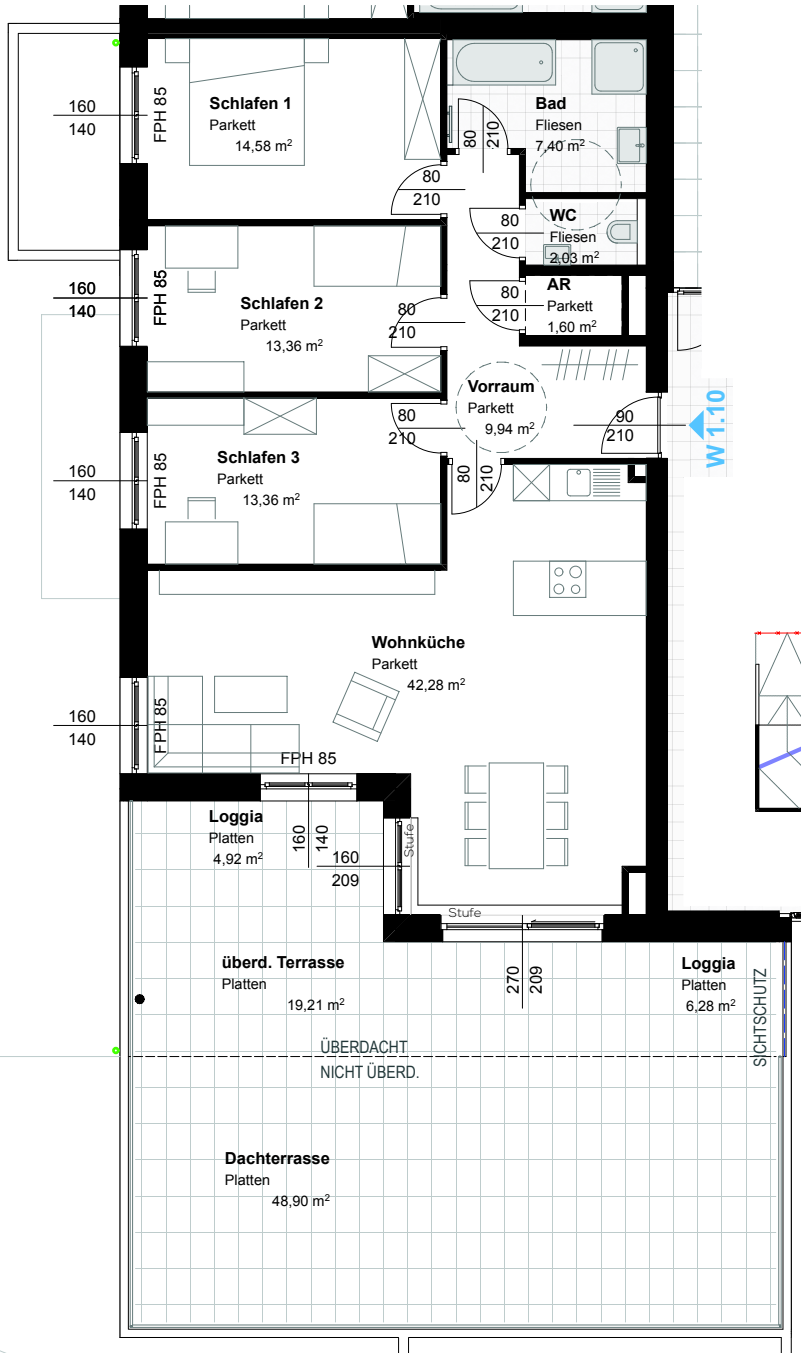 160
140
FPH 85
Schlafen 1
Parkett
14,58 m²
80
210
Bad
Fliesen
7,40 m²
80
210
WC
Fliesen
2,03 m²
80
210
AR
Parkett
1,60 m²
80
210
160
140
FPH 85
Schlafen 2
Parkett
13,36 m²
80
210
Vorraum
Parkett
9,94 m²
90
210
W 1.10
160
140
FPH 85
Schlafen 3
Parkett
13,36 m²
80
210
80
210
Wohnküche
Parkett
42,28 m²
160
140
FPH 85
FPH 85
160
140
Loggia
Platten
4,92 m²
160
209
Stufe
Stufe
270
209
überd. Terrasse
Platten
19,21 m²
Loggia
Platten
6,28 m²
SICHTSCHUTZ
ÜBERDACHT
NICHT ÜBERD.
Dachterrasse
Platten
48,90 m²